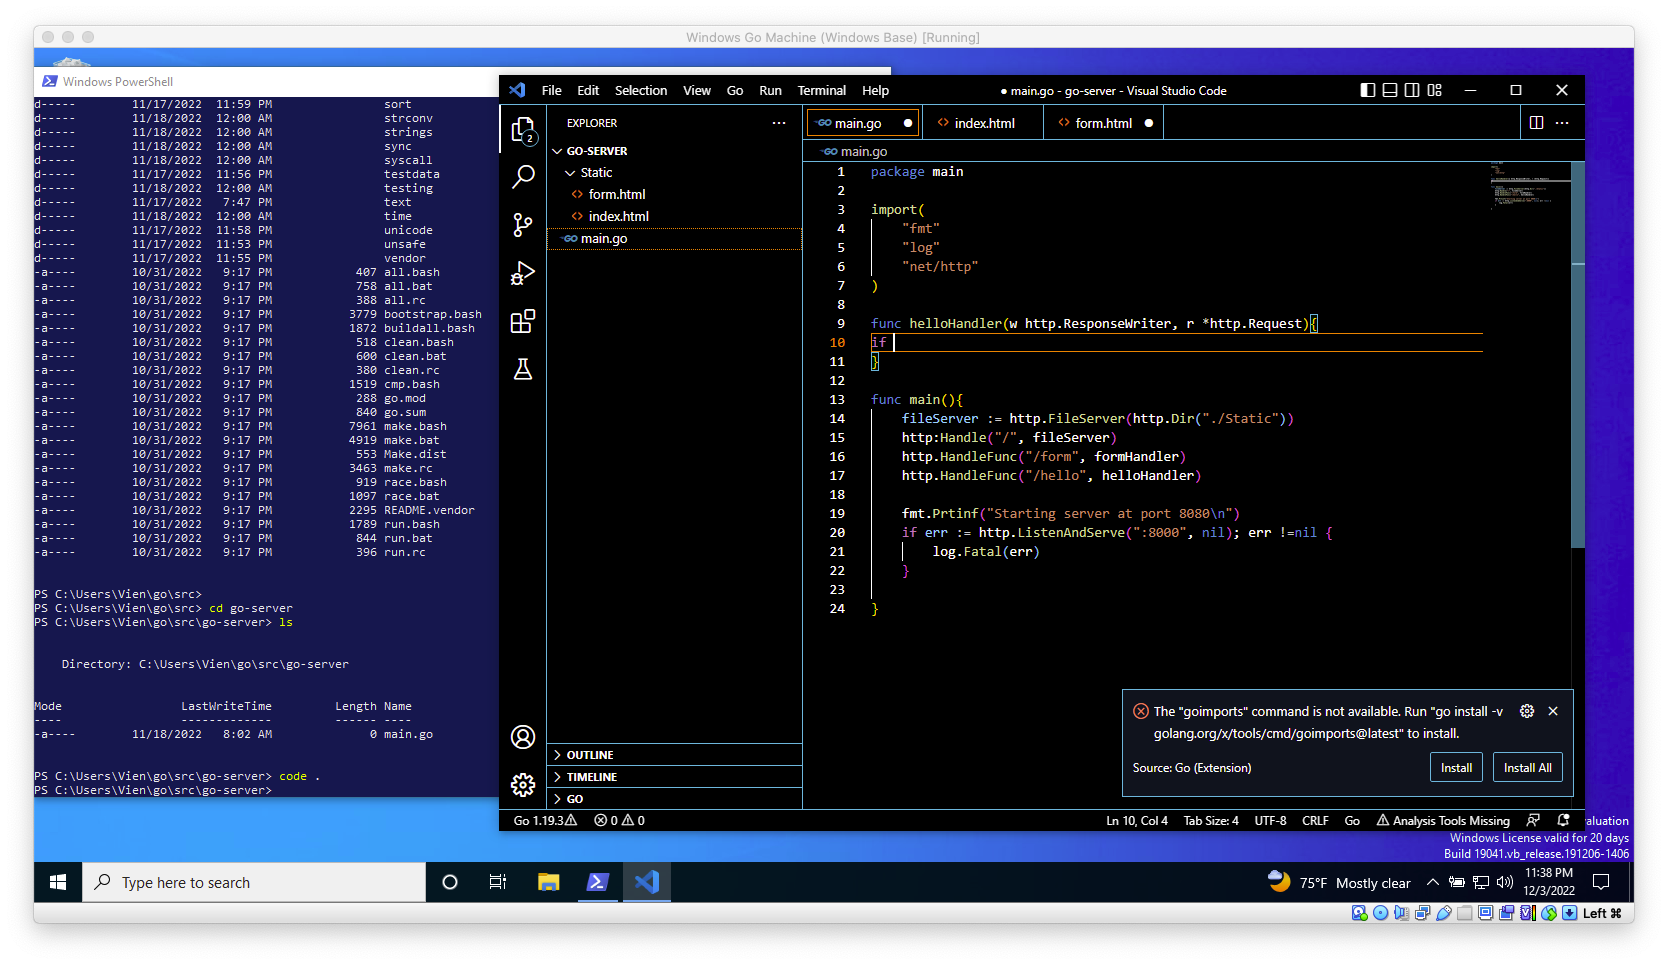 Windows Go Machine (Windows Base) [Running]
Windows PowerShell
d----- 11/17/2022 11:59 PM sort
d----- 11/18/2022 12:00 AM strconv
d----- 11/18/2022 12:00 AM strings
d----- 11/18/2022 12:00 AM sync
d----- 11/18/2022 12:00 AM syscall
d----- 11/17/2022 11:56 PM testdata
d----- 11/18/2022 12:00 AM testing
d----- 11/17/2022 7:47 PM text
d----- 11/18/2022 12:00 AM time
d----- 11/17/2022 11:58 PM unicode
d----- 11/17/2022 11:53 PM unsafe
d----- 11/17/2022 11:55 PM vendor
-a---- 10/31/2022 9:17 PM 407 all.bash
-a---- 10/31/2022 9:17 PM 758 all.bat
-a---- 10/31/2022 9:17 PM 388 all.rc
-a---- 10/31/2022 9:17 PM 3779 bootstrap.bash
-a---- 10/31/2022 9:17 PM 1872 buildall.bash
-a---- 10/31/2022 9:17 PM 518 clean.bash
-a---- 10/31/2022 9:17 PM 600 clean.bat
-a---- 10/31/2022 9:17 PM 380 clean.rc
-a---- 10/31/2022 9:17 PM 1519 cmp.bash
-a---- 10/31/2022 9:17 PM 288 go.mod
-a---- 10/31/2022 9:17 PM 840 go.sum
-a---- 10/31/2022 9:17 PM 7961 make.bash
-a---- 10/31/2022 9:17 PM 4919 make.bat
-a---- 10/31/2022 9:17 PM 553 Make.dist
-a---- 10/31/2022 9:17 PM 3463 make.rc
-a---- 10/31/2022 9:17 PM 919 race.bash
-a---- 10/31/2022 9:17 PM 1097 race.bat
-a---- 10/31/2022 9:17 PM 2295 README.vendor
-a---- 10/31/2022 9:17 PM 1789 run.bash
-a---- 10/31/2022 9:17 PM 844 run.bat
-a---- 10/31/2022 9:17 PM 396 run.rc
PS C:\Users\Vien\go\src>
PS C:\Users\Vien\go\src> cd go-server
PS C:\Users\Vien\go\src\go-server> ls
Directory: C:\Users\Vien\go\src\go-server
Mode LastWriteTime Length Name
---- ------------- ------ ----
-a---- 11/18/2022 8:02 AM 0 main.go
PS C:\Users\Vien\go\src\go-server> code .
PS C:\Users\Vien\go\src\go-server>
File Edit Selection View Go Run Terminal Help
● main.go - go-server - Visual Studio Code
2
EXPLORER
GO-SERVER
Static
<> form.html
<> index.html
GO main.go
OUTLINE
TIMELINE
GO
GO main.go ●
<> index.html
<> form.html ●
GO main.go
1 package main
2
3 import(
4 "fmt"
5 "log"
6 "net/http"
7 )
8
9 func helloHandler(w http.ResponseWriter, r *http.Request){
10 if
11 }
12
13 func main(){
14 fileServer := http.FileServer(http.Dir("./Static"))
15 http:Handle("/", fileServer)
16 http.HandleFunc("/form", formHandler)
17 http.HandleFunc("/hello", helloHandler)
18
19 fmt.Prtinf("Starting server at port 8080\n")
20 if err := http.ListenAndServe(":8000", nil); err !=nil {
21 log.Fatal(err)
22 }
23
24 }
The "goimports" command is not available. Run "go install -v
golang.org/x/tools/cmd/goimports@latest" to install.
Source: Go (Extension)
Install
Install All
Go 1.19.3 0 0
Ln 10, Col 4 Tab Size: 4 UTF-8 CRLF Go Analysis Tools Missing
aluation
Windows License valid for 20 days
Build 19041.vb_release.191206-1406
Type here to search
75°F Mostly clear
11:38 PM
12/3/2022
Left ⌘